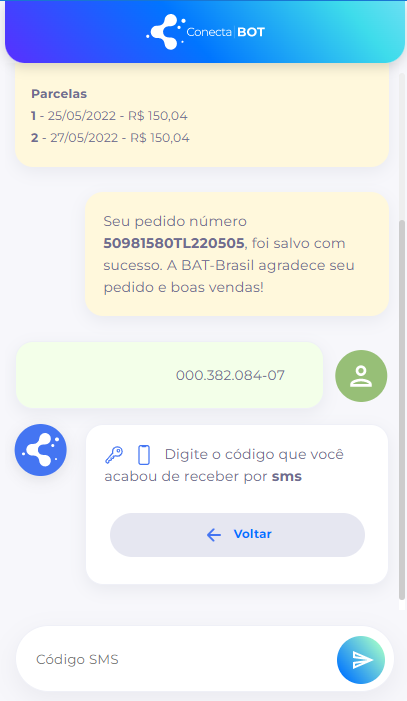 Conecta|BOT
Parcelas
1 - 25/05/2022 - R$ 150,04
2 - 27/05/2022 - R$ 150,04
Seu pedido número
50981580TL220505, foi salvo com
sucesso. A BAT-Brasil agradece seu
pedido e boas vendas!
000.382.084-07
Digite o código que você
acabou de receber por sms
Voltar
Código SMS